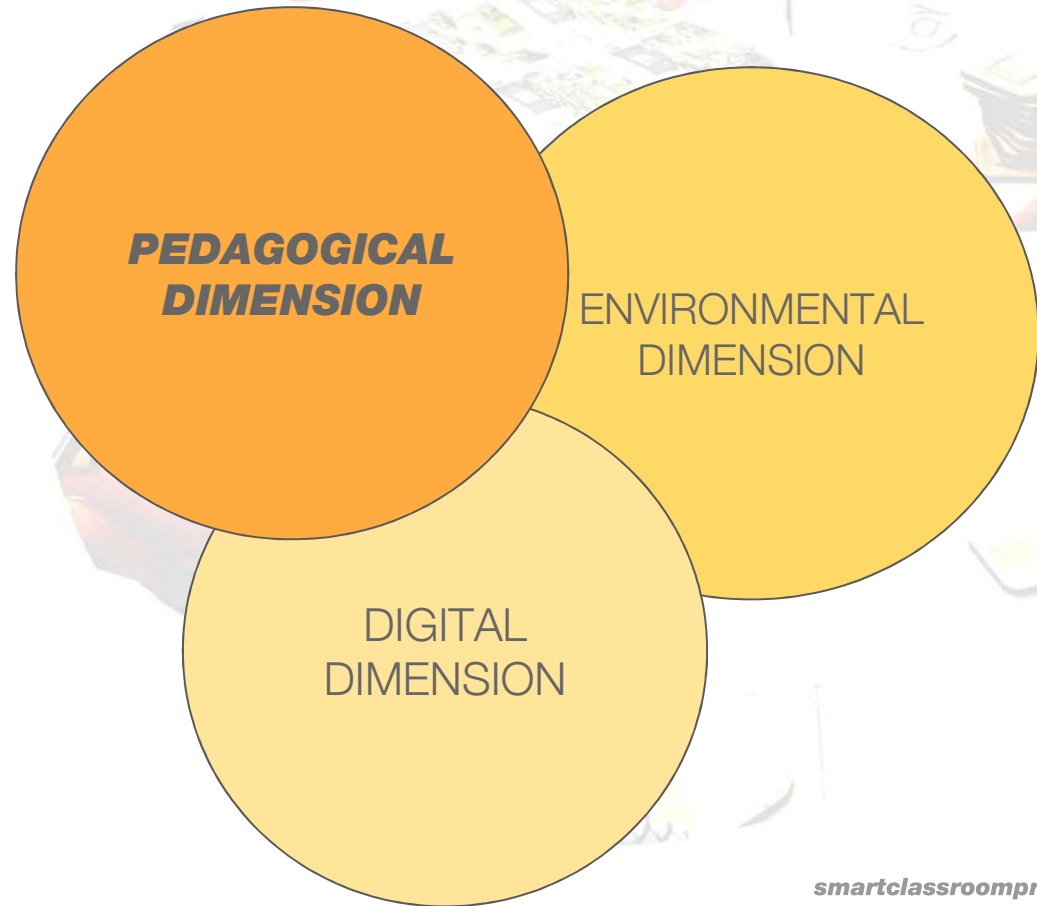 PEDAGOGICAL
DIMENSION
ENVIRONMENTAL
DIMENSION
DIGITAL
DIMENSION
smartclassroompr